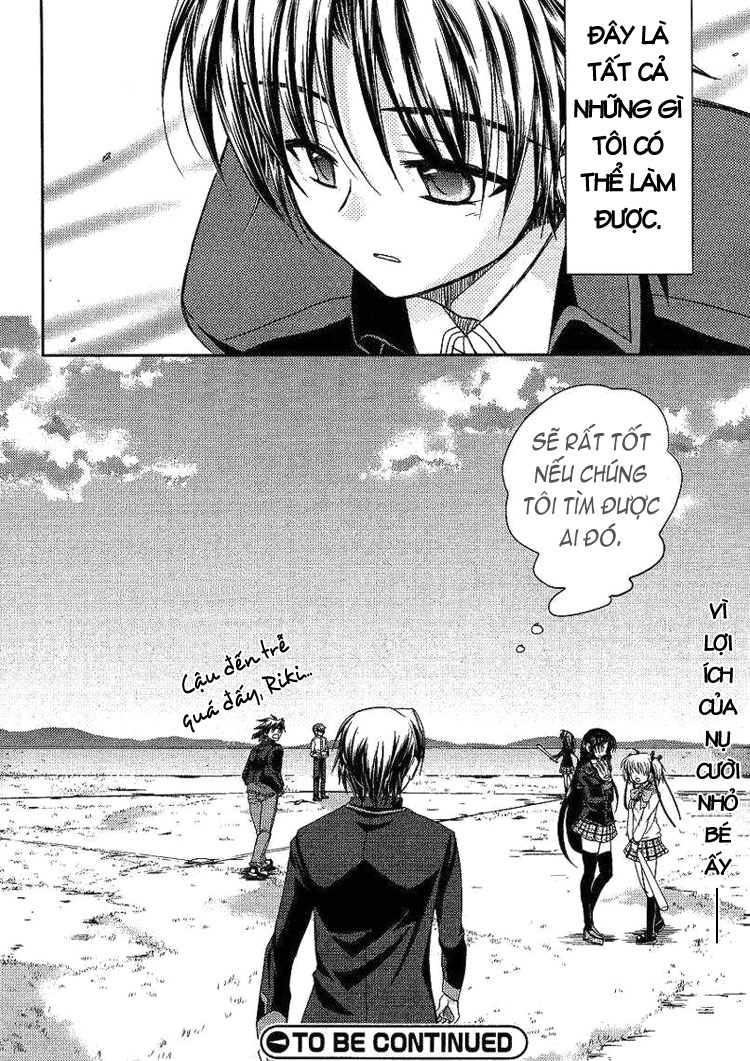 ĐÂY LÀ
TẤT CẢ
NHỮNG GÌ
TÔI CÓ
THỂ LÀM
ĐƯỢC.
SẼ RẤT TỐT
NẾU CHÚNG
TÔI TÌM ĐƯỢC
AI ĐÓ.
VÌ
LỢI
ÍCH
CỦA
NỤ
CƯỜI
NHỎ
BÉ
ẤY
Cậu đến trễ
quá đấy, Riki...
TO BE CONTINUED